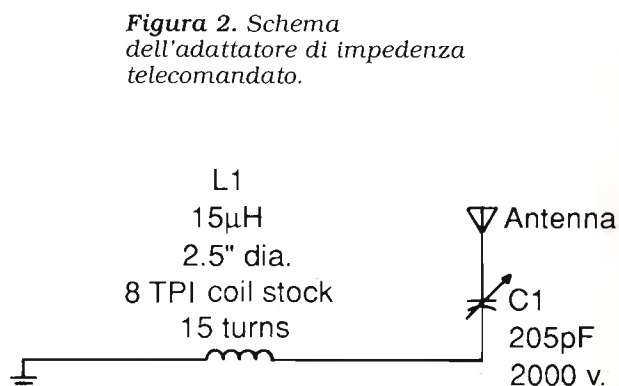 Figura 2. Schema
dell'adattatore di impedenza
telecomandato.
L1
15µH
2.5" dia.
8 TPI coil stock
15 turns
Antenna
C1
205pF
2000 v.